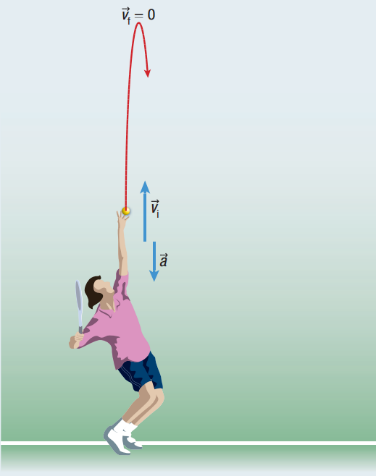 v⃗f = 0
v⃗i
a⃗